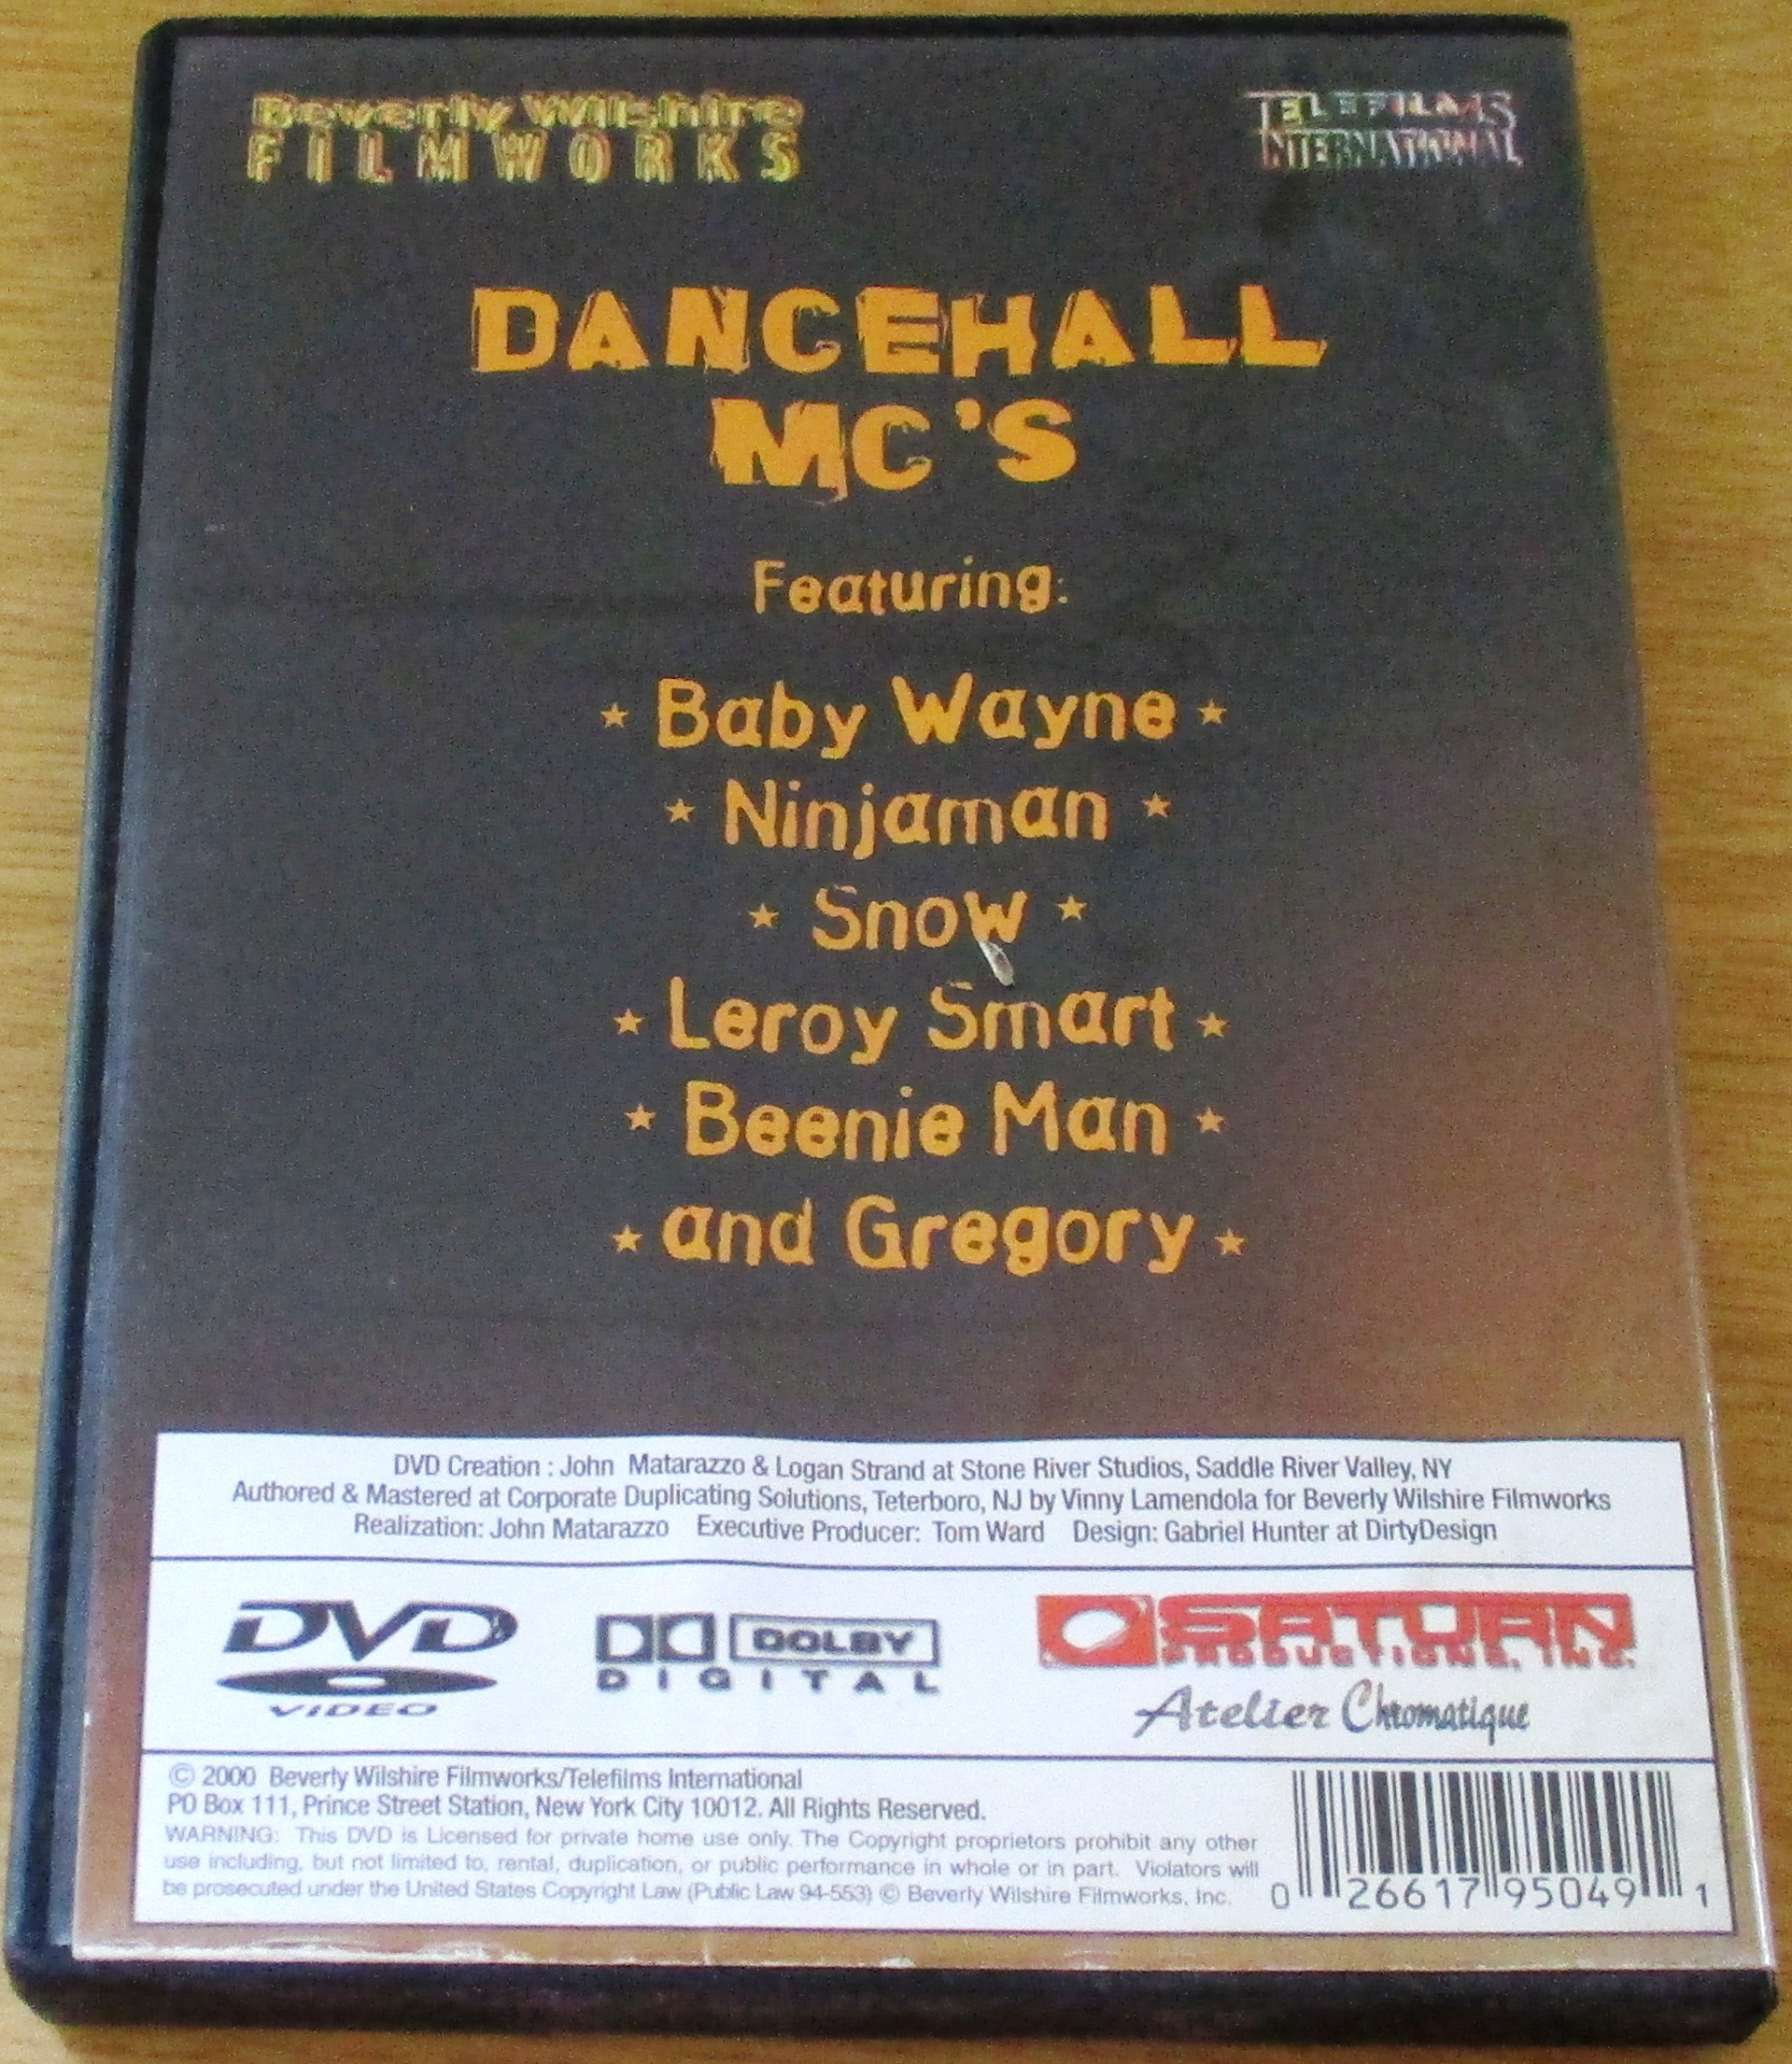 Beverly Wilshire
FILMWORKS
TELEFILMS
INTERNATIONAL
DANCEHALL
MC'S
Featuring:
★ Baby Wayne ★
★ Ninjaman ★
★ Snow ★
★ Leroy Smart ★
★ Beenie Man ★
★ and Gregory ★
DVD Creation : John Matarazzo & Logan Strand at Stone River Studios, Saddle River Valley, NY
Authored & Mastered at Corporate Duplicating Solutions, Teterboro, NJ by Vinny Lamendola for Beverly Wilshire Filmworks
Realization: John Matarazzo Executive Producer: Tom Ward Design: Gabriel Hunter at DirtyDesign
DVD
VIDEO
DOLBY
DIGITAL
SATURN
PRODUCTIONS, INC.
Atelier Chromatique
© 2000 Beverly Wilshire Filmworks/Telefilms International
PO Box 111, Prince Street Station, New York City 10012. All Rights Reserved.
WARNING: This DVD is Licensed for private home use only. The Copyright proprietors prohibit any other
use including, but not limited to, rental, duplication, or public performance in whole or in part. Violators will
be prosecuted under the United States Copyright Law (Public Law 94-553) © Beverly Wilshire Filmworks, Inc.
0 26617 95049 1